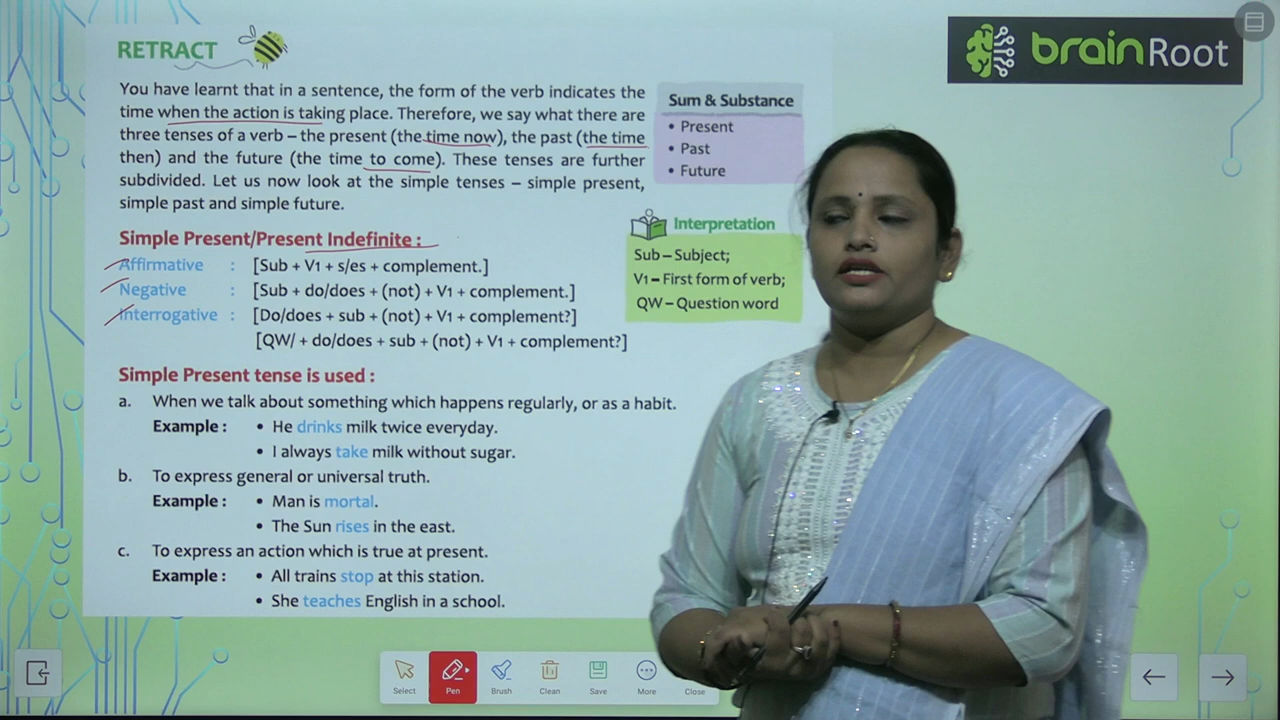 RETRACT
You have learnt that in a sentence, the form of the verb indicates the
time when the action is taking place. Therefore, we say what there are
three tenses of a verb – the present (the time now), the past (the time
then) and the future (the time to come). These tenses are further
subdivided. Let us now look at the simple tenses – simple present,
simple past and simple future.
Sum & Substance
• Present
• Past
• Future
Simple Present/Present Indefinite :
Affirmative : [Sub + V1 + s/es + complement.]
Negative : [Sub + do/does + (not) + V1 + complement.]
Interrogative : [Do/does + sub + (not) + V1 + complement?]
[QW/ + do/does + sub + (not) + V1 + complement?]
Interpretation
Sub – Subject;
V1 – First form of verb;
QW – Question word
Simple Present tense is used :
a. When we talk about something which happens regularly, or as a habit.
Example : • He drinks milk twice everyday.
• I always take milk without sugar.
b. To express general or universal truth.
Example : • Man is mortal.
• The Sun rises in the east.
c. To express an action which is true at present.
Example : • All trains stop at this station.
• She teaches English in a school.
brainRoot
Select Pen Brush Clean Save More Close